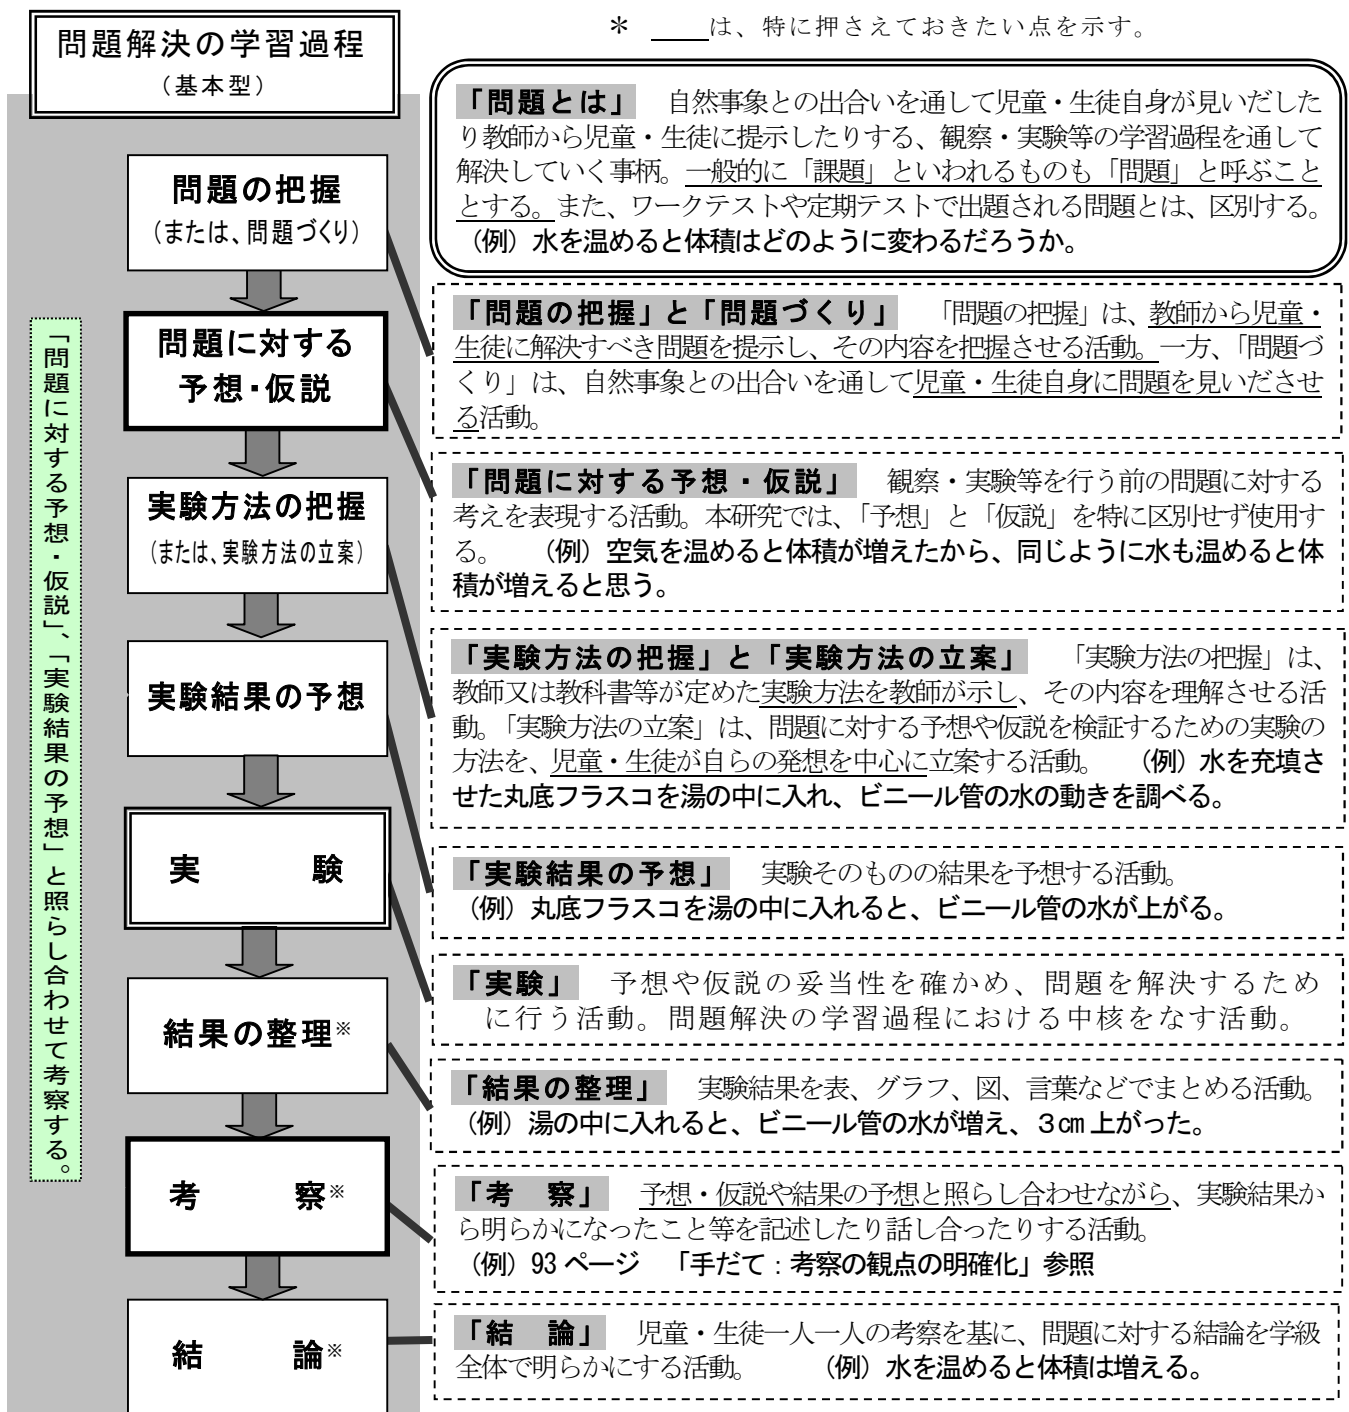 問題解決の学習過程
（基本型）
＊　　　は、特に押さえておきたい点を示す。
問題の把握
（または、問題づくり）
問題に対する
予想・仮説
実験方法の把握
（または、実験方法の立案）
実験結果の予想
実　験
結果の整理※
考　察※
結　論※
「問題に対する予想・仮説」、「実験結果の予想」と照らし合わせて考察する。
「問題とは」　自然事象との出合いを通して児童・生徒自身が見いだした
り教師から児童・生徒に提示したりする、観察・実験等の学習過程を通して
解決していく事柄。一般的に「課題」といわれるものも「問題」と呼ぶこと
とする。また、ワークテストや定期テストで出題される問題とは、区別する。
（例）水を温めると体積はどのように変わるだろうか。
「問題の把握」と「問題づくり」　「問題の把握」は、教師から児童・
生徒に解決すべき問題を提示し、その内容を把握させる活動。一方、「問題づ
くり」は、自然事象との出合いを通して児童・生徒自身に問題を見いださせ
る活動。
「問題に対する予想・仮説」　観察・実験等を行う前の問題に対する
考えを表現する活動。本研究では、「予想」と「仮説」を特に区別せず使用す
る。　（例）空気を温めると体積が増えたから、同じように水も温めると体
積が増えると思う。
「実験方法の把握」と「実験方法の立案」　「実験方法の把握」は、
教師又は教科書等が定めた実験方法を教師が示し、その内容を理解させる活
動。「実験方法の立案」は、問題に対する予想や仮説を検証するための実験の
方法を、児童・生徒が自らの発想を中心に立案する活動。　（例）水を充填さ
せた丸底フラスコを湯の中に入れ、ビニール管の水の動きを調べる。
「実験結果の予想」　実験そのものの結果を予想する活動。
（例）丸底フラスコを湯の中に入れると、ビニール管の水が上がる。
「実験」　予想や仮説の妥当性を確かめ、問題を解決するため
に行う活動。問題解決の学習過程における中核をなす活動。
「結果の整理」　実験結果を表、グラフ、図、言葉などでまとめる活動。
（例）湯の中に入れると、ビニール管の水が増え、３㎝上がった。
「考　察」　予想・仮説や結果の予想と照らし合わせながら、実験結果か
ら明らかになったこと等を記述したり話し合ったりする活動。
（例）93 ページ　「手だて：考察の観点の明確化」参照
「結　論」　児童・生徒一人一人の考察を基に、問題に対する結論を学級
全体で明らかにする活動。　（例）水を温めると体積は増える。